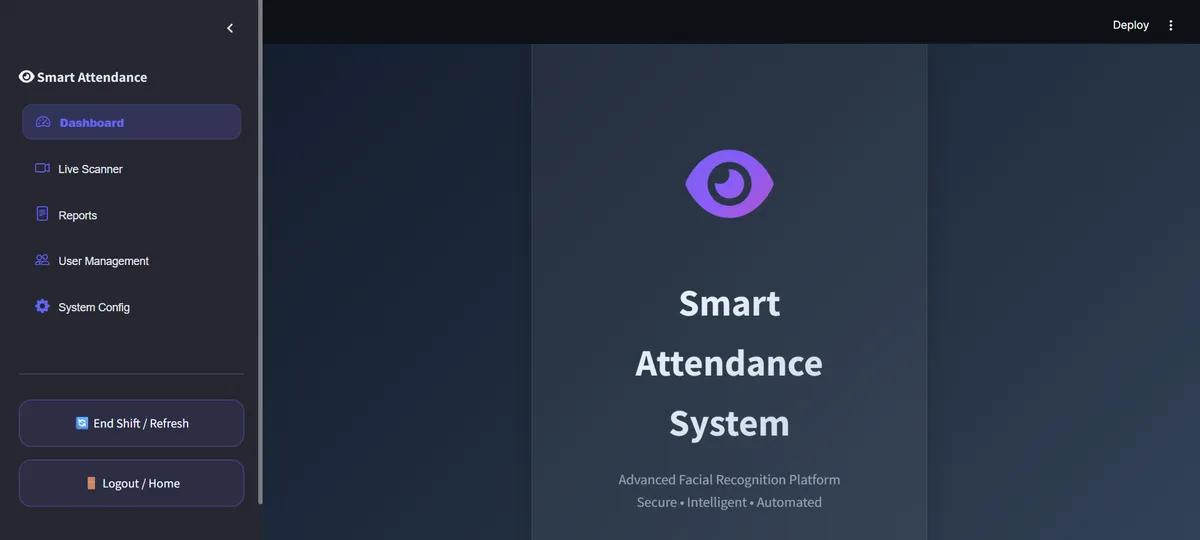 Deploy
Smart Attendance
Dashboard
Live Scanner
Reports
User Management
System Config
End Shift / Refresh
Logout / Home
Smart
Attendance
System
Advanced Facial Recognition Platform
Secure • Intelligent • Automated